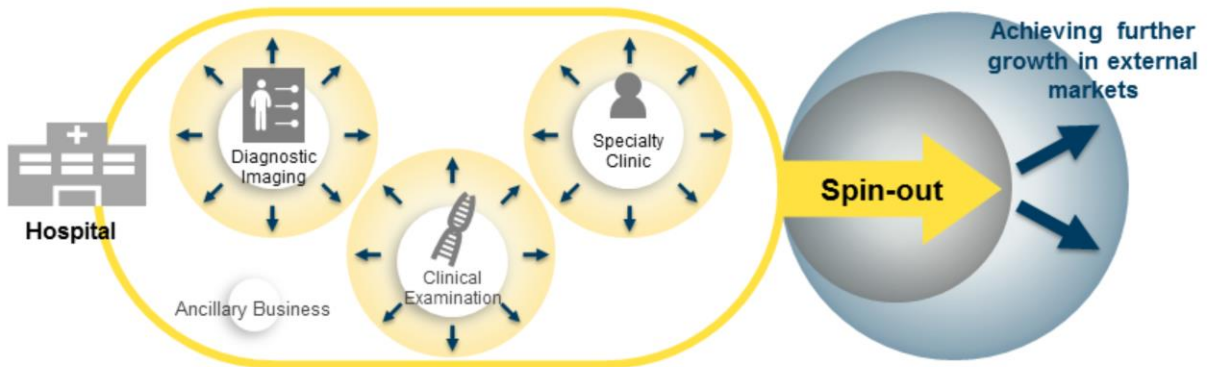 Hospital
Diagnostic
Imaging
Ancillary Business
Clinical
Examination
Specialty
Clinic
Spin-out
Achieving further
growth in external
markets